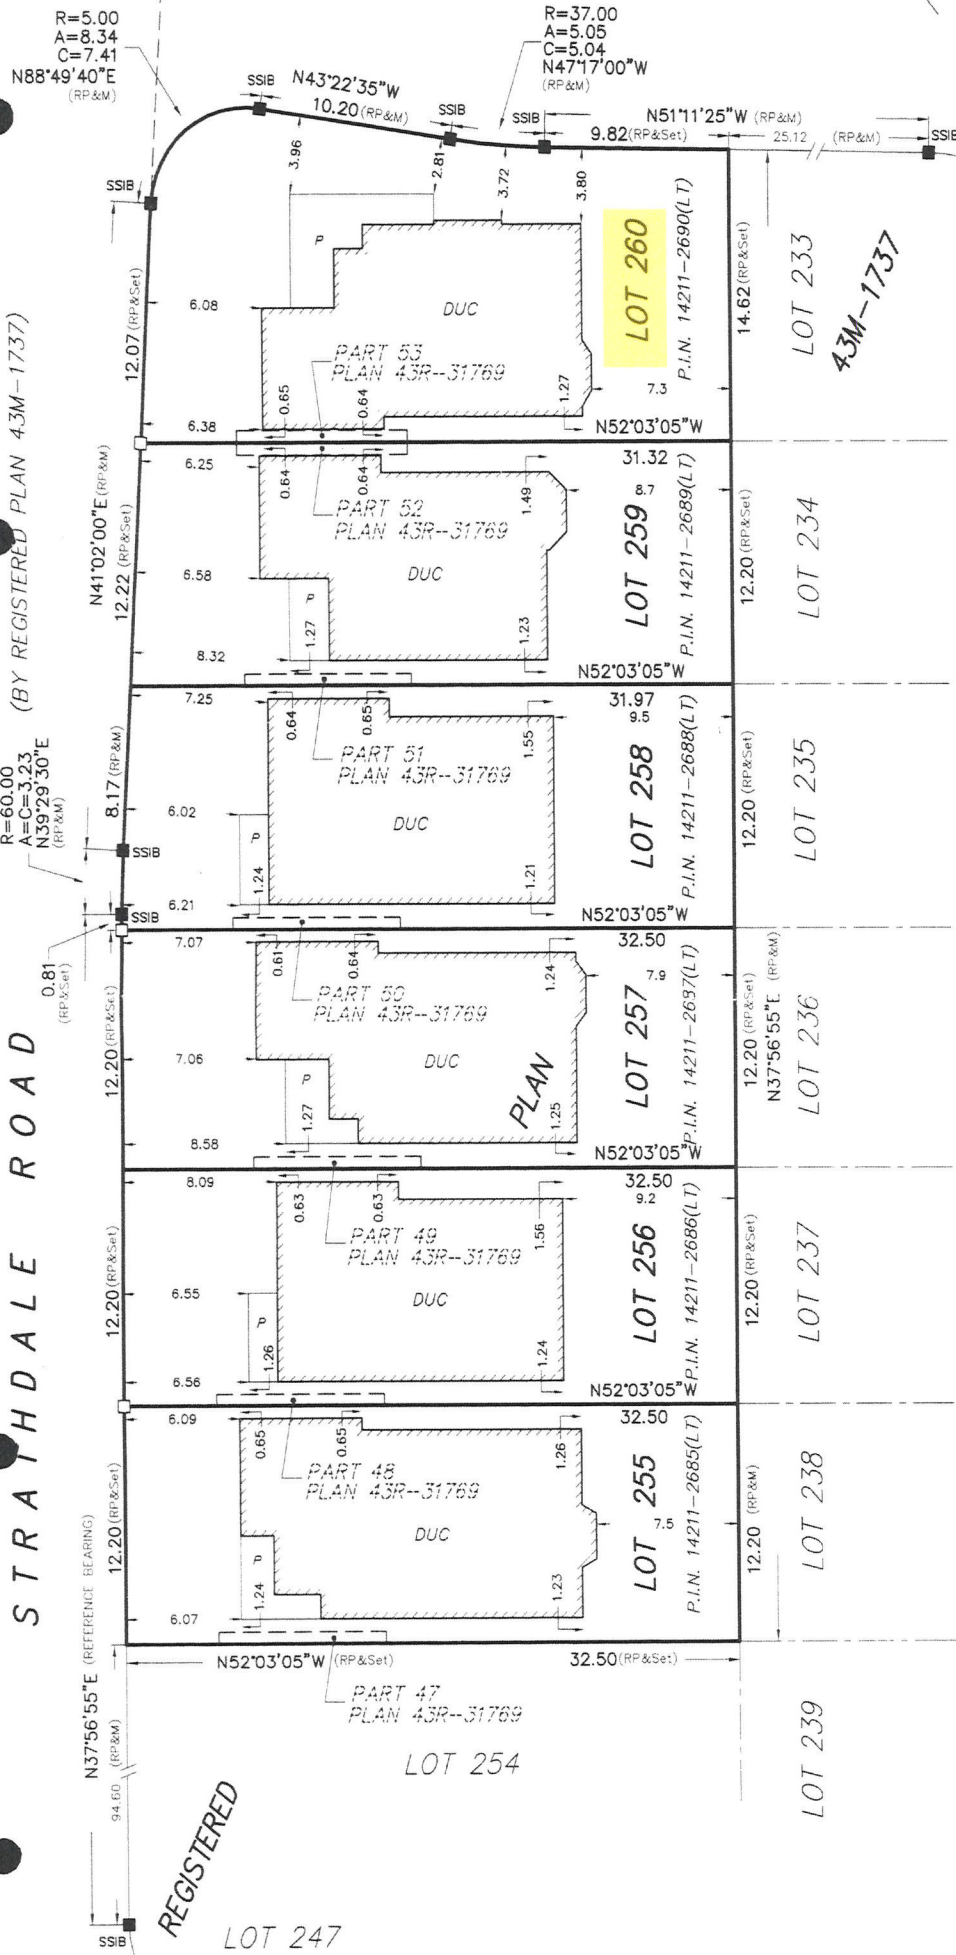 R=5.00
A=8.34
C=7.41
N88°49'40"E
(RP&M)
R=37.00
A=5.05
C=5.04
N47°17'00"W
(RP&M)
SSIB
N43°22'35"W
10.20 (RP&M)
SSIB
SSIB
N51°11'25"W (RP&M)
9.82(RP&Set)
25.12
(RP&M)
SSIB
SSIB
3.96
2.81
3.72
3.80
P
DUC
LOT 260
P.I.N. 14211-2690(LT)
14.62 (RP&Set)
LOT 233
43M-1737
6.08
12.07 (RP&Set)
PART 53
PLAN 43R--31769
0.65
0.64
1.27
7.3
6.38
N52°03'05"W
(BY REGISTERED PLAN 43M-1737)
N41°02'00"E (RP&M)
12.22 (RP&Set)
6.25
0.64
0.64
1.49
31.32
8.7
PART 52
PLAN 43R--31769
LOT 259
P.I.N. 14211-2689(LT)
12.20 (RP&Set)
LOT 234
6.58
DUC
P
1.27
1.23
8.32
N52°03'05"W
7.25
0.64
0.65
1.55
31.97
9.5
8.17 (RP&M)
PART 51
PLAN 43R--31769
LOT 258
P.I.N. 14211-2688(LT)
12.20 (RP&Set)
LOT 235
R=60.00
A=C=3.23
N39°29'30"E
(RP&M)
6.02
DUC
P
SSIB
1.24
1.21
6.21
N52°03'05"W
SSIB
0.81
(RP&Set)
7.07
0.61
0.64
1.24
32.50
7.9
12.20 (RP&Set)
PART 50
PLAN 43R--31769
LOT 257
P.I.N. 14211-2687(LT)
12.20 (RP&Set)
N37°56'55"E (RP&M)
LOT 236
7.06
DUC
PLAN
P
1.27
1.25
8.58
N52°03'05"W
8.09
0.63
0.63
1.56
32.50
9.2
12.20 (RP&Set)
PART 49
PLAN 43R--31769
LOT 256
P.I.N. 14211-2686(LT)
12.20 (RP&Set)
LOT 237
6.55
DUC
P
1.26
1.24
6.56
N52°03'05"W
6.09
0.65
0.65
1.26
32.50
12.20 (RP&Set)
PART 48
PLAN 43R--31769
LOT 255
P.I.N. 14211-2685(LT)
12.20 (RP&M)
LOT 238
7.5
DUC
P
1.24
1.23
6.07
STRATHDALE ROAD
N52°03'05"W (RP&Set)
32.50(RP&Set)
PART 47
PLAN 43R--31769
N37°56'55"E (REFERENCE BEARING)
94.60 (RP&M)
LOT 254
LOT 239
REGISTERED
SSIB
LOT 247